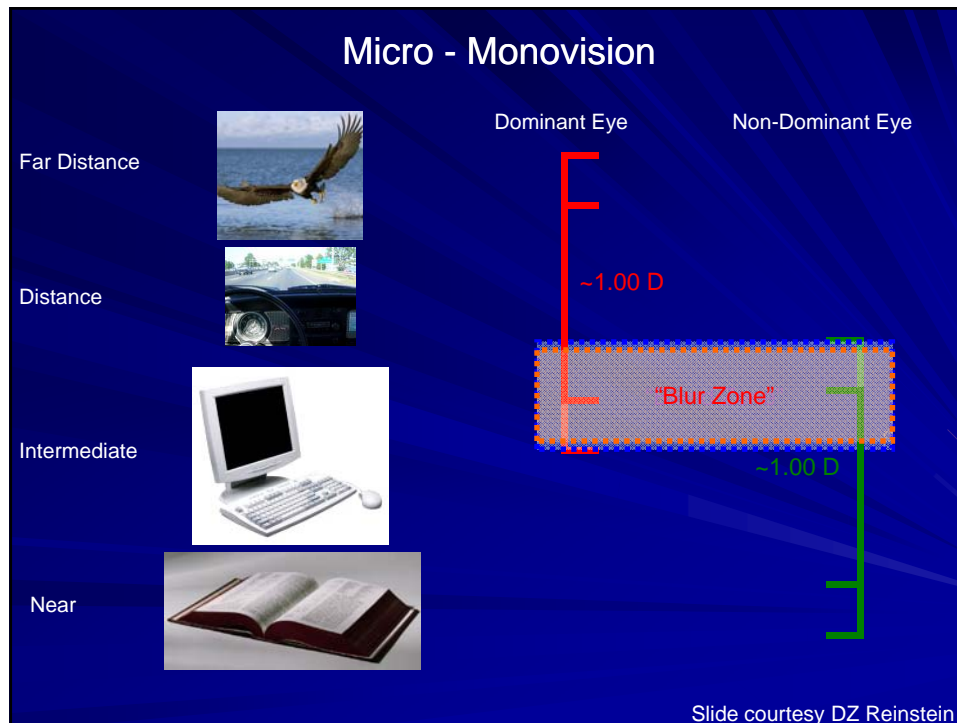 Micro - Monovision
Dominant Eye
Non-Dominant Eye
Far Distance
Distance
~1.00 D
“Blur Zone”
Intermediate
~1.00 D
Near
Slide courtesy DZ Reinstein